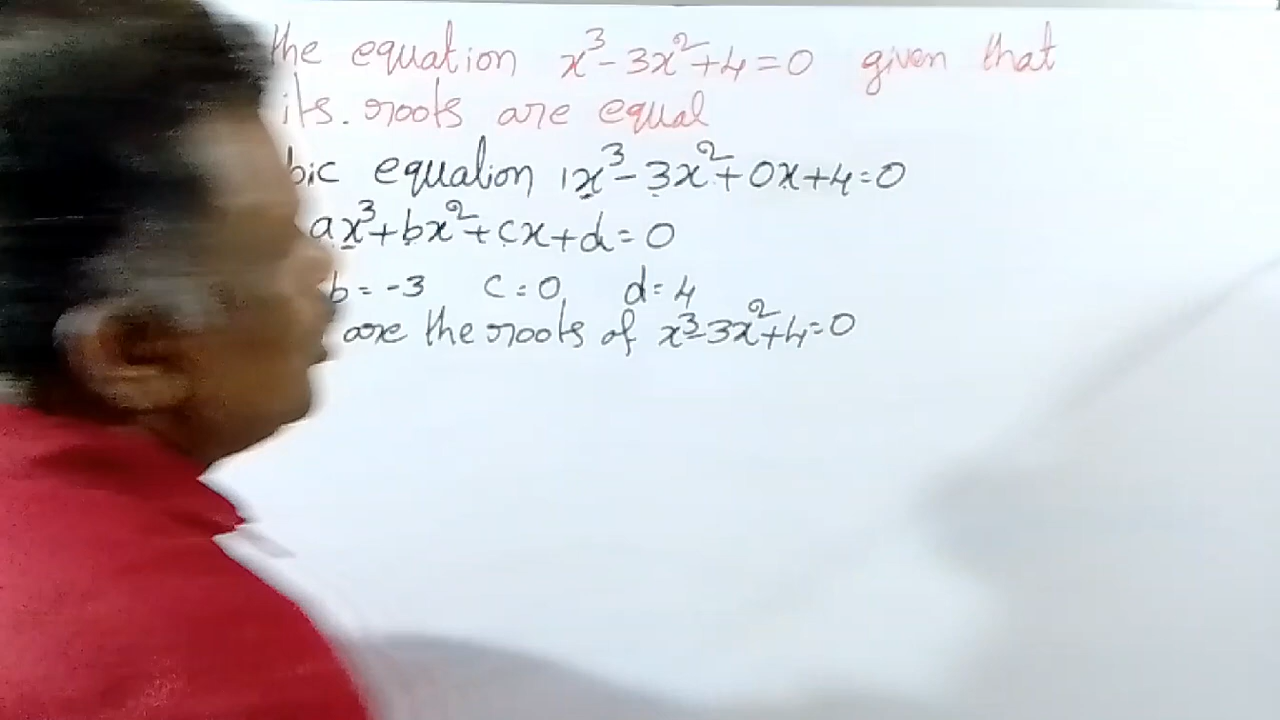 the equation x³-3x²+4=0 given that
its. roots are equal
bic equation 1x³-3x²+0x+4=0
ax³+bx²+cx+d=0
b=-3 c=0, d=4
are the roots of x³-3x²+4=0